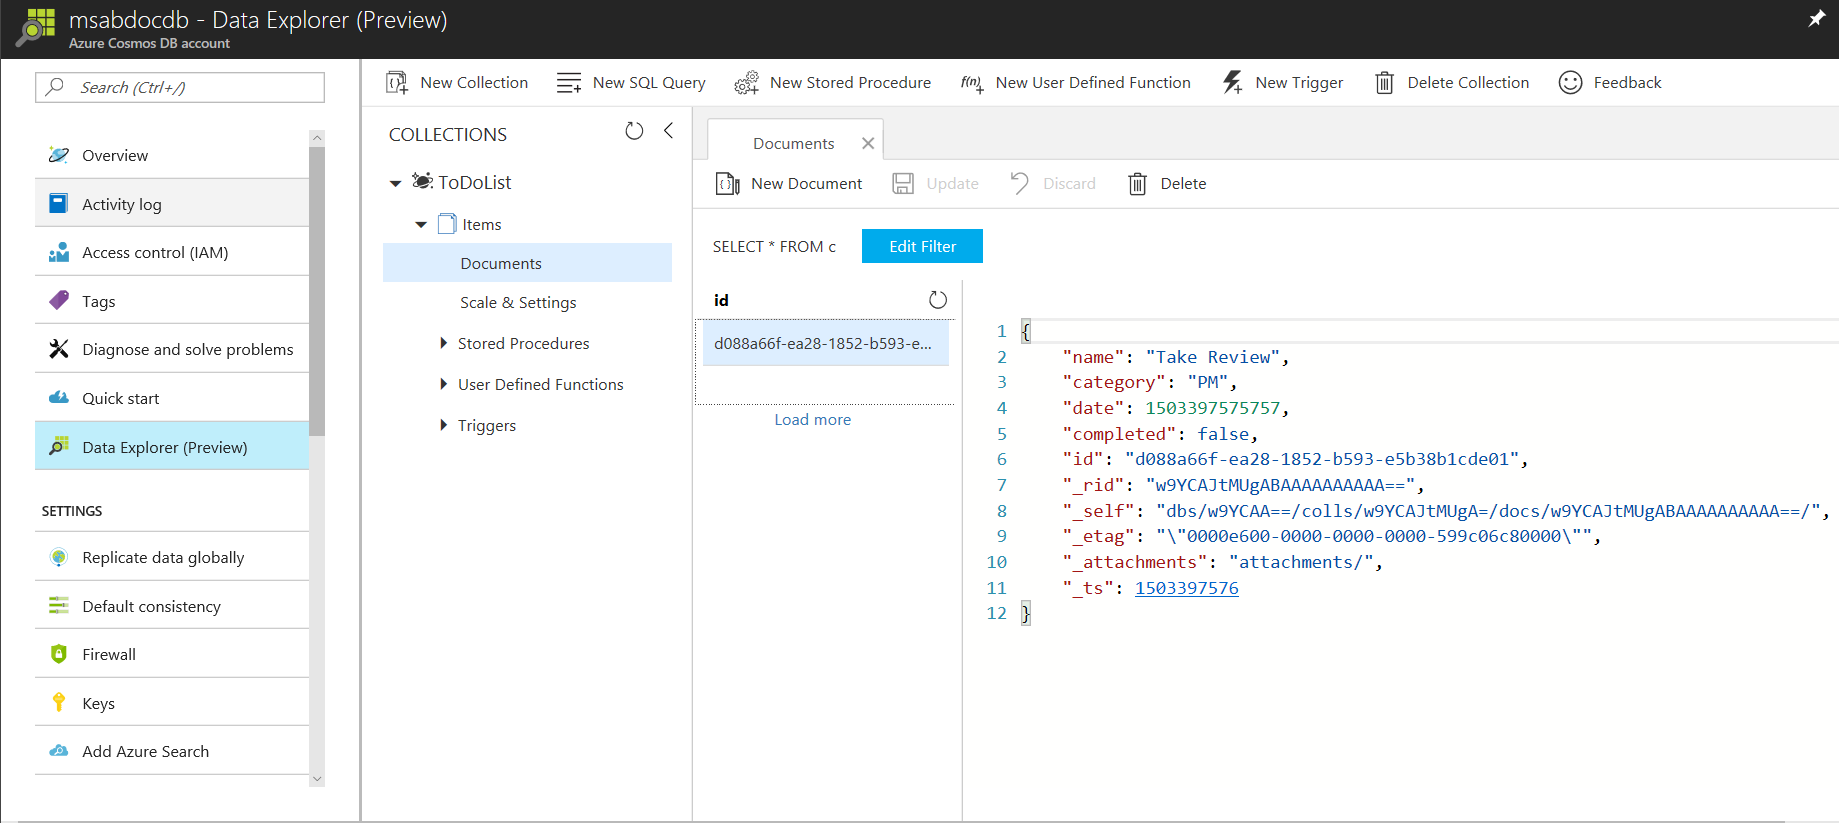 msabdocdb - Data Explorer (Preview)
Azure Cosmos DB account
Search (Ctrl+/)
Overview
Activity log
Access control (IAM)
Tags
Diagnose and solve problems
Quick start
Data Explorer (Preview)
SETTINGS
Replicate data globally
Default consistency
Firewall
Keys
Add Azure Search
New Collection
New SQL Query
New Stored Procedure
New User Defined Function
New Trigger
Delete Collection
Feedback
COLLECTIONS
ToDoList
Items
Documents
Scale & Settings
Stored Procedures
User Defined Functions
Triggers
Documents
New Document
Update
Discard
Delete
SELECT * FROM c
Edit Filter
id
d088a66f-ea28-1852-b593-e...
Load more
1 {
2 "name": "Take Review",
3 "category": "PM",
4 "date": 1503397575757,
5 "completed": false,
6 "id": "d088a66f-ea28-1852-b593-e5b38b1cde01",
7 "_rid": "w9YCAJtMUgABAAAAAAAAAA==",
8 "_self": "dbs/w9YCAA==/colls/w9YCAJtMUgA=/docs/w9YCAJtMUgABAAAAAAAAAA==/",
9 "_etag": "\"0000e600-0000-0000-0000-599c06c80000\"",
10 "_attachments": "attachments/",
11 "_ts": 1503397576
12 }